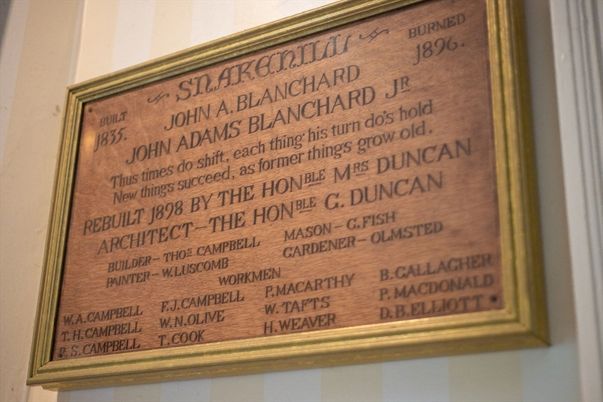 SNAKEHILL
BUILT 1835.
BURNED 1896.
JOHN A. BLANCHARD
JOHN ADAMS BLANCHARD JR
Thus times do shift, each thing his turn do's hold
New things succeed, as former things grow old.
REBUILT 1898 BY THE HONBLE MRS DUNCAN
ARCHITECT – THE HONBLE G. DUNCAN
BUILDER – THOS CAMPBELL MASON – G. FISH
PAINTER – W. LUSCOMB GARDENER – OLMSTED
WORKMEN
W. A. CAMPBELL F. J. CAMPBELL P. MACARTHY B. GALLAGHER
T. H. CAMPBELL W. N. OLIVE W. TAFTS P. MACDONALD
D. S. CAMPBELL T. COOK H. WEAVER D. B. ELLIOTT